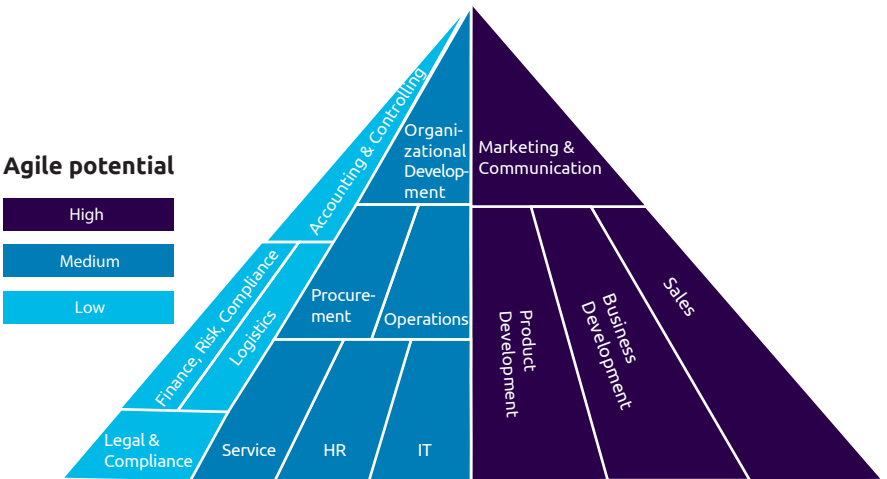 Agile potential
High
Medium
Low
Accounting & Controlling
Organi-
zational
Develop-
ment
Marketing &
Communication
Finance, Risk, Compliance
Logistics
Procure-
ment
Operations
Product
Development
Business
Development
Sales
Legal &
Compliance
Service
HR
IT